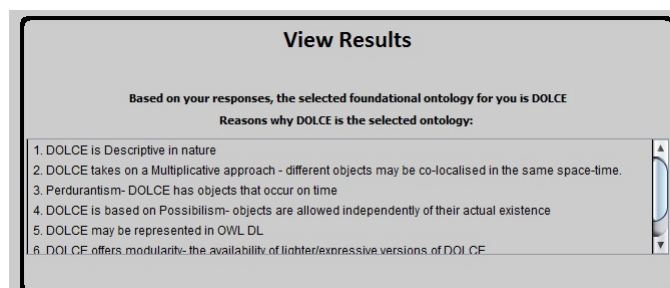 View Results
Based on your responses, the selected foundational ontology for you is DOLCE
Reasons why DOLCE is the selected ontology:
1. DOLCE is Descriptive in nature
2. DOLCE takes on a Multiplicative approach - different objects may be co-localised in the same space-time.
3. Perdurantism- DOLCE has objects that occur on time
4. DOLCE is based on Possibilism- objects are allowed independently of their actual existence
5. DOLCE may be represented in OWL DL
6. DOLCE offers modularity- the availability of lighter/expressive versions of DOLCE